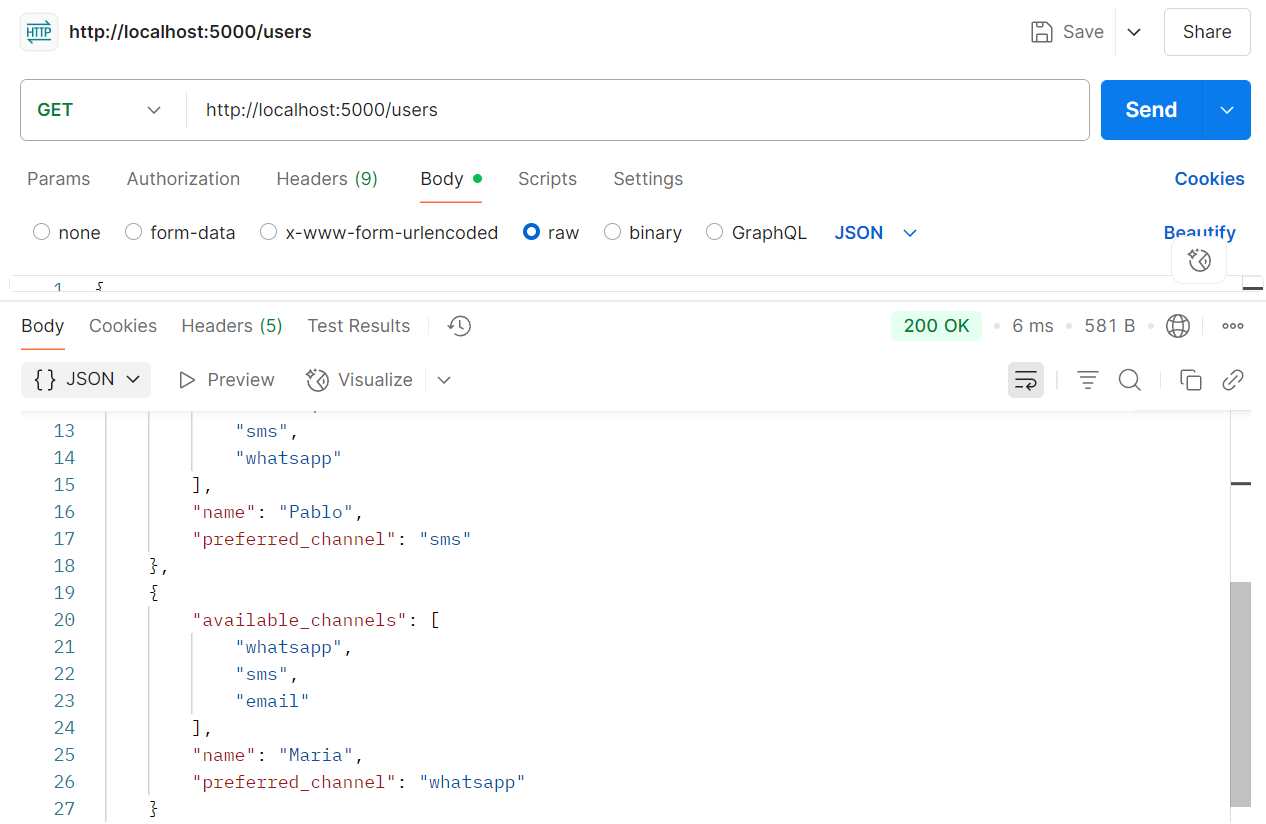 HTTP http://localhost:5000/users Save Share
GET http://localhost:5000/users Send
Params Authorization Headers (9) Body Scripts Settings Cookies
none form-data x-www-form-urlencoded raw binary GraphQL JSON Beautify
1 {
Body Cookies Headers (5) Test Results 200 OK 6 ms 581 B
{} JSON Preview Visualize
13 "sms",
14 "whatsapp"
15 ],
16 "name": "Pablo",
17 "preferred_channel": "sms"
18 },
19 {
20 "available_channels": [
21 "whatsapp",
22 "sms",
23 "email"
24 ],
25 "name": "Maria",
26 "preferred_channel": "whatsapp"
27 }